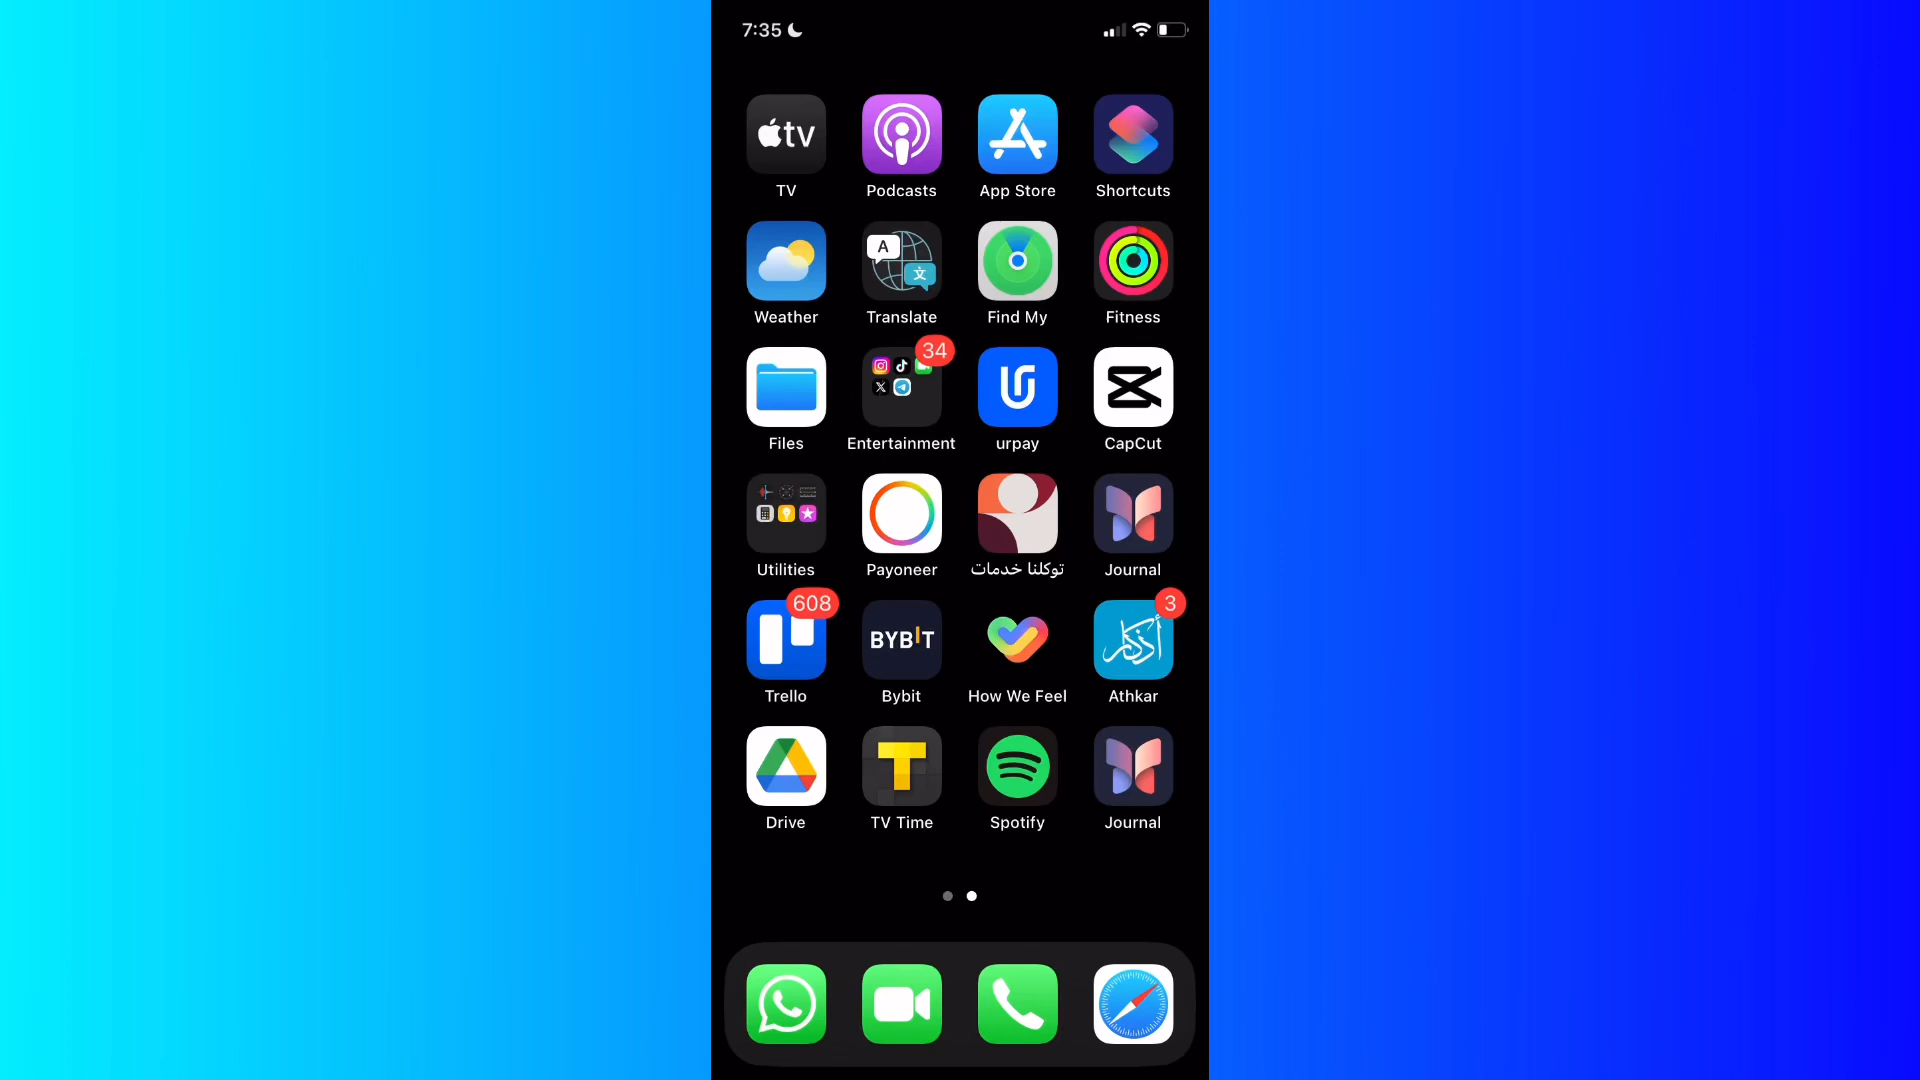 7:35
tv
TV Podcasts App Store Shortcuts
A 文
Weather Translate Find My Fitness
34
Files Entertainment urpay CapCut
Utilities Payoneer توكلنا خدمات Journal
608 3
BYBIT أذكار
Trello Bybit How We Feel Athkar
T
Drive TV Time Spotify Journal